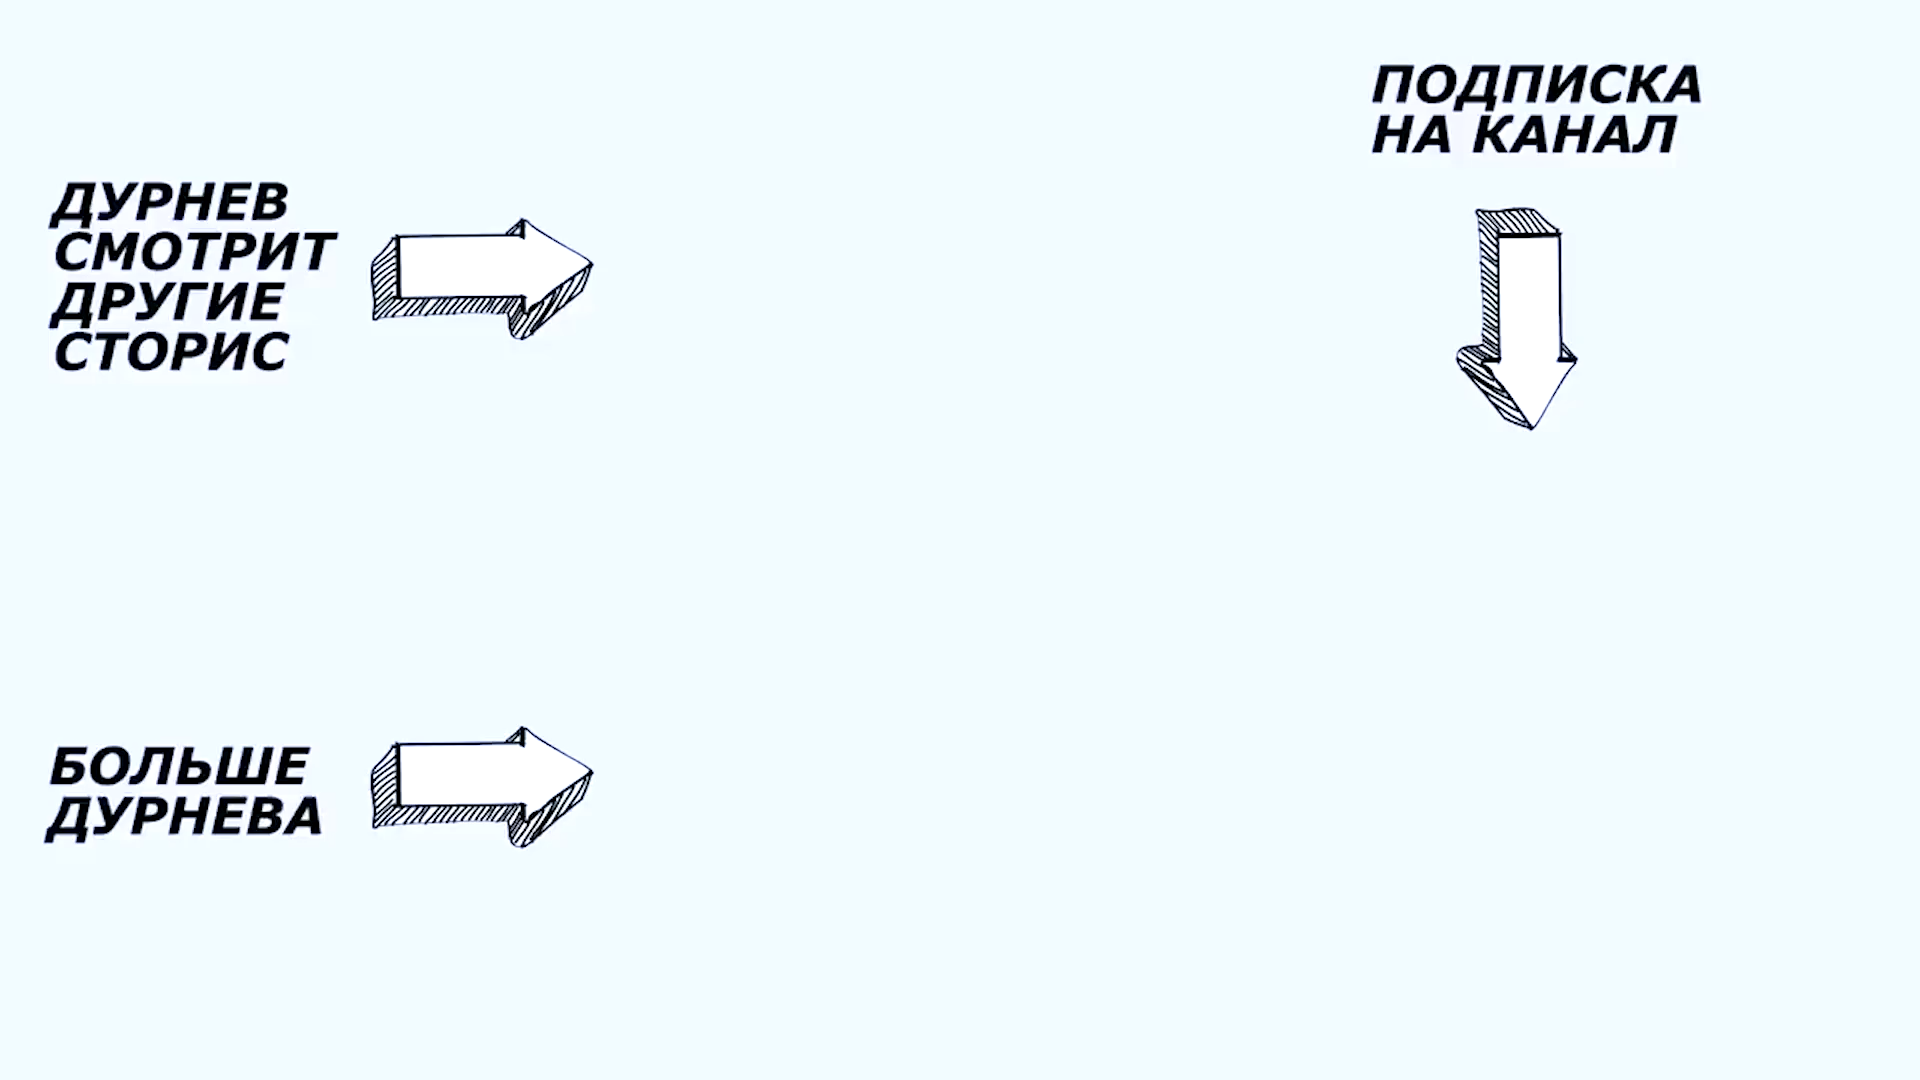 ПОДПИСКА
НА КАНАЛ
ДУРНЕВ
СМОТРИТ
ДРУГИЕ
СТОРИС
БОЛЬШЕ
ДУРНЕВА